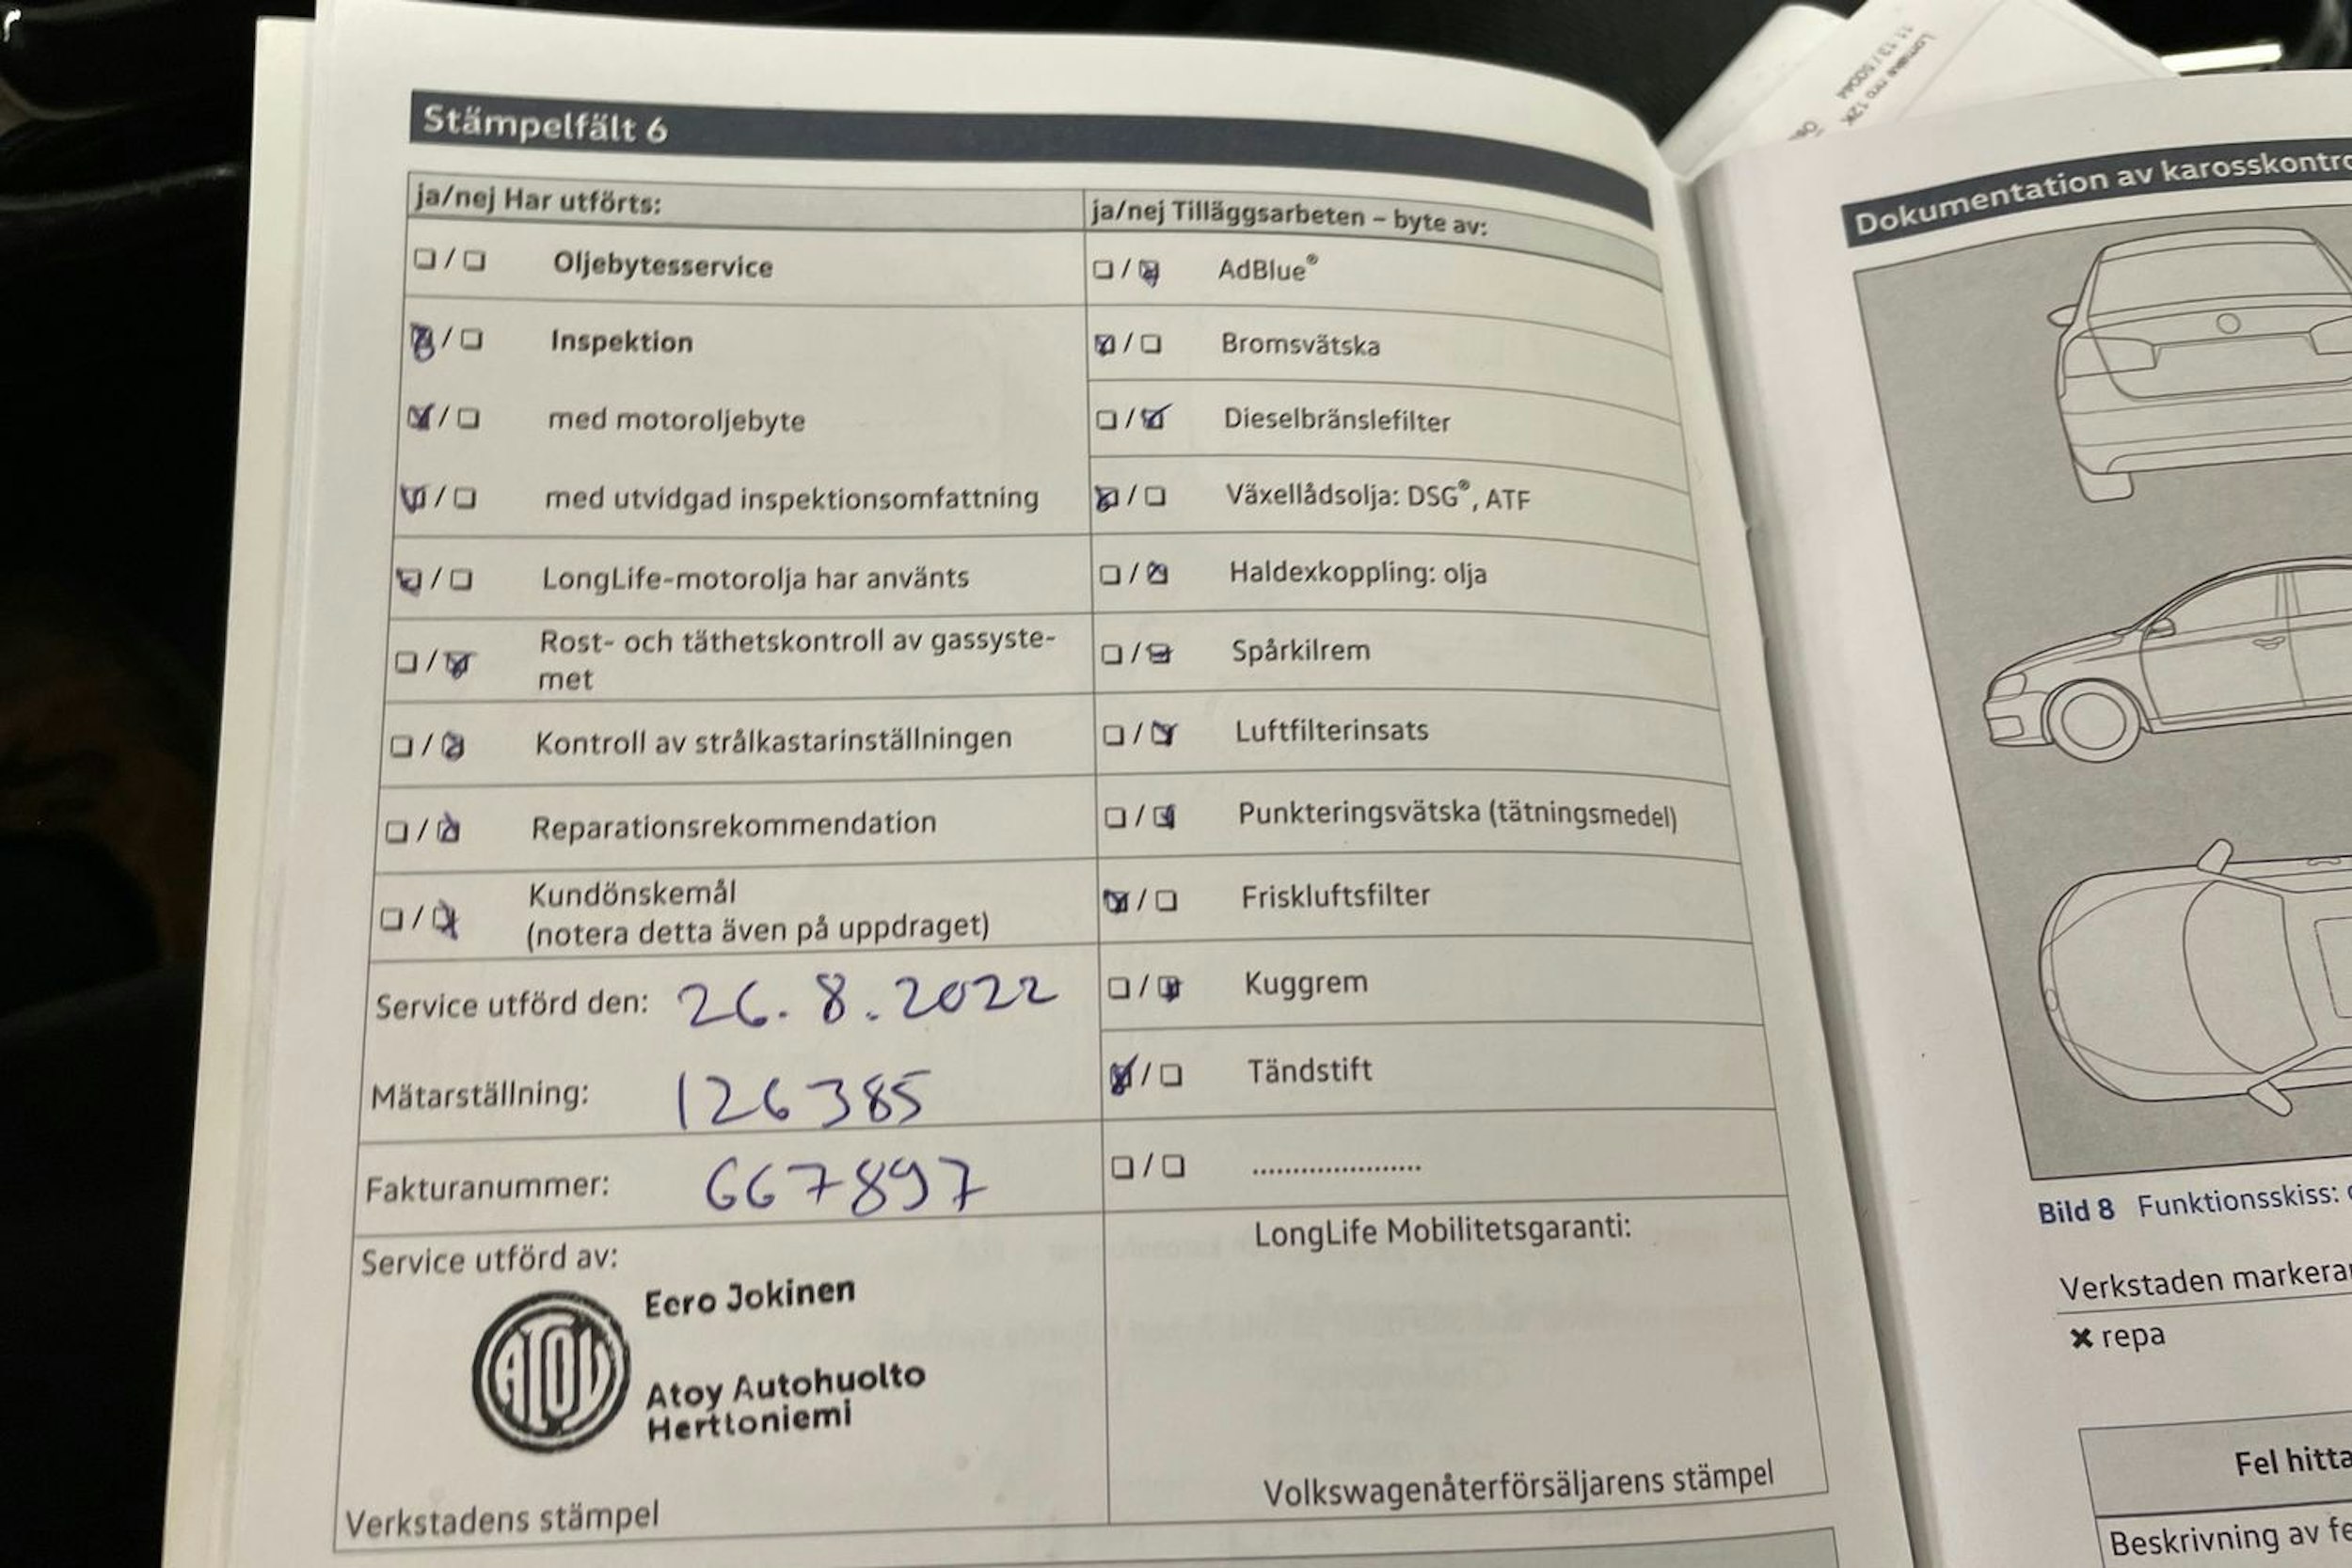 Stämpelfält 6
ja/nej Har utförts:
☐ / ☐ Oljebytesservice
☒ / ☐ Inspektion
☒ / ☐ med motoroljebyte
☒ / ☐ med utvidgad inspektionsomfattning
☒ / ☐ LongLife-motorolja har använts
☐ / ☒ Rost- och täthetskontroll av gassyste-
met
☐ / ☒ Kontroll av strålkastarinställningen
☐ / ☒ Reparationsrekommendation
☐ / ☒ Kundönskemål
(notera detta även på uppdraget)
Service utförd den: 26.8.2022
Mätarställning: 126385
Fakturanummer: 667897
Service utförd av:
ATOY
Eero Jokinen
Atoy Autohuolto
Herttoniemi
Verkstadens stämpel
ja/nej Tilläggsarbeten – byte av:
☐ / ☒ AdBlue®
☒ / ☐ Bromsvätska
☐ / ☒ Dieselbränslefilter
☒ / ☐ Växellådsolja: DSG®, ATF
☐ / ☒ Haldexkoppling: olja
☐ / ☒ Spårkilrem
☐ / ☒ Luftfilterinsats
☐ / ☒ Punkteringsvätska (tätningsmedel)
☒ / ☐ Friskluftsfilter
☐ / ☒ Kuggrem
☒ / ☐ Tändstift
☐ / ☐ .....................
LongLife Mobilitetsgaranti:
Volkswagenåterförsäljarens stämpel
Dokumentation av karosskontro
Bild 8 Funktionsskiss:
Verkstaden markerar
✖ repa
Fel hitta
Beskrivning av fe